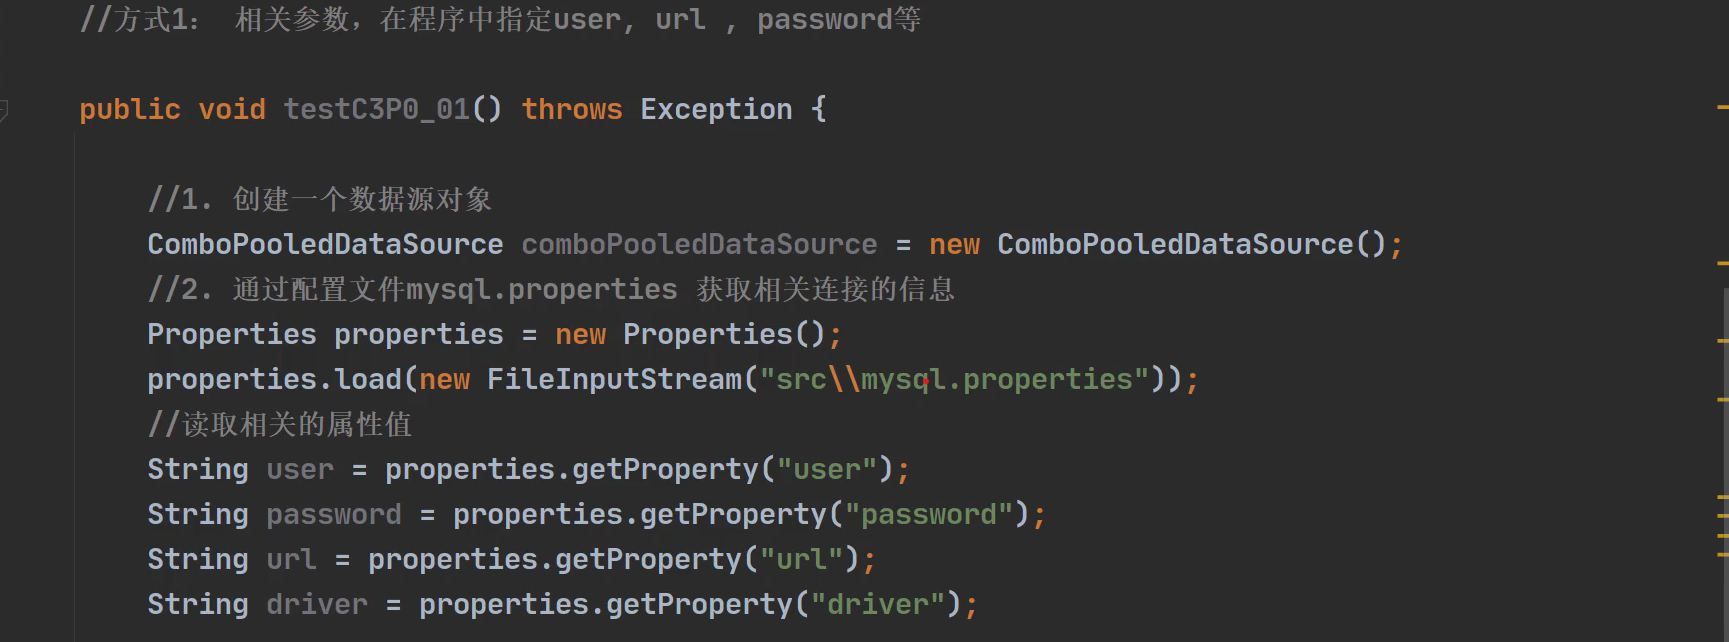 //方式1： 相关参数，在程序中指定user, url , password等
public void testC3P0_01() throws Exception {
//1. 创建一个数据源对象
ComboPooledDataSource comboPooledDataSource = new ComboPooledDataSource();
//2. 通过配置文件mysql.properties 获取相关连接的信息
Properties properties = new Properties();
properties.load(new FileInputStream("src\\mysql.properties"));
//读取相关的属性值
String user = properties.getProperty("user");
String password = properties.getProperty("password");
String url = properties.getProperty("url");
String driver = properties.getProperty("driver");